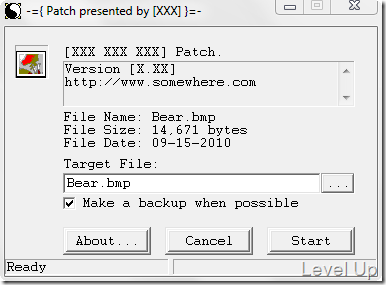 -={ Patch presented by [XXX] }=-
[XXX XXX XXX] Patch.
Version [X.XX]
http://www.somewhere.com
File Name: Bear.bmp
File Size: 14,671 bytes
File Date: 09-15-2010
Target File:
Bear.bmp
...
Make a backup when possible
About...
Cancel
Start
Ready
Level Up